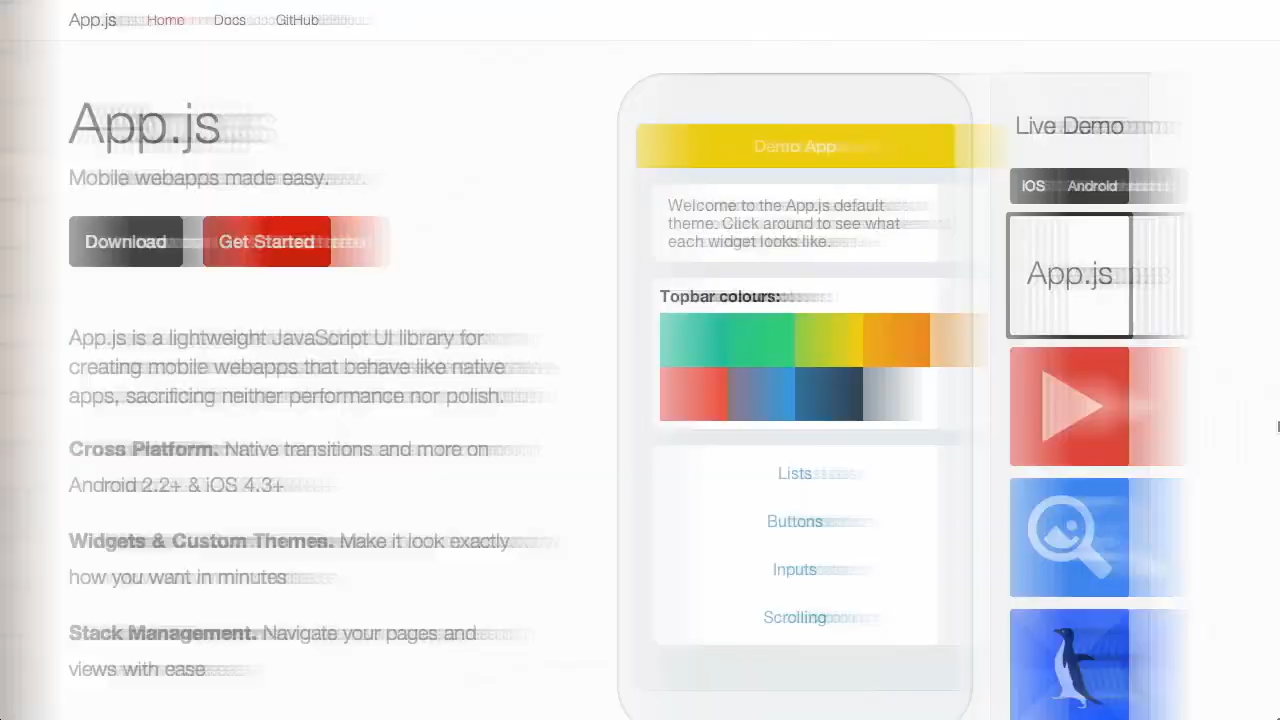 App.js Home Docs GitHub
App.js
Mobile webapps made easy.
Download Get Started
App.js is a lightweight JavaScript UI library for
creating mobile webapps that behave like native
apps, sacrificing neither performance nor polish.
Cross Platform. Native transitions and more on
Android 2.2+ & iOS 4.3+
Widgets & Custom Themes. Make it look exactly
how you want in minutes
Stack Management. Navigate your pages and
views with ease
Demo App
Welcome to the App.js default
theme. Click around to see what
each widget looks like.
Topbar colours:
Lists
Buttons
Inputs
Scrolling
Live Demo
iOS Android
App.js